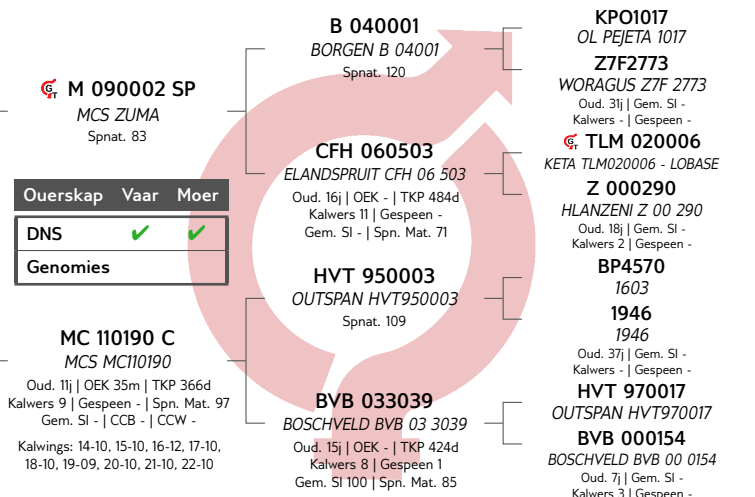 M 090002 SP
MCS ZUMA
Spnat. 83
Ouerskap Vaar Moer
DNS ✔ ✔
Genomies
MC 110190 C
MCS MC110190
Oud. 11j | OEK 35m | TKP 366d
Kalwers 9 | Gespeen - | Spn. Mat. 97
Gem. SI - | CCB - | CCW -
Kalwings: 14-10, 15-10, 16-12, 17-10,
18-10, 19-09, 20-10, 21-10, 22-10
B 040001
BORGEN B 04001
Spnat. 120
CFH 060503
ELANDSPRUIT CFH 06 503
Oud. 16j | OEK - | TKP 484d
Kalwers 11 | Gespeen -
Gem. SI - | Spn. Mat. 71
HVT 950003
OUTSPAN HVT950003
Spnat. 109
BVB 033039
BOSCHVELD BVB 03 3039
Oud. 15j | OEK - | TKP 424d
Kalwers 8 | Gespeen 1
Gem. SI 100 | Spn. Mat. 85
KPO1017
OL PEJETA 1017
Z7F2773
WORAGUS Z7F 2773
Oud. 31j | Gem. SI -
Kalwers - | Gespeen -
TLM 020006
KETA TLM020006 - LOBASE
Z 000290
HLANZENI Z 00 290
Oud. 18j | Gem. SI -
Kalwers 2 | Gespeen -
BP4570
1603
1946
1946
Oud. 37j | Gem. SI -
Kalwers - | Gespeen -
HVT 970017
OUTSPAN HVT970017
BVB 000154
BOSCHVELD BVB 00 0154
Oud. 7j | Gem. SI -
Kalwers 3 | Gespeen -